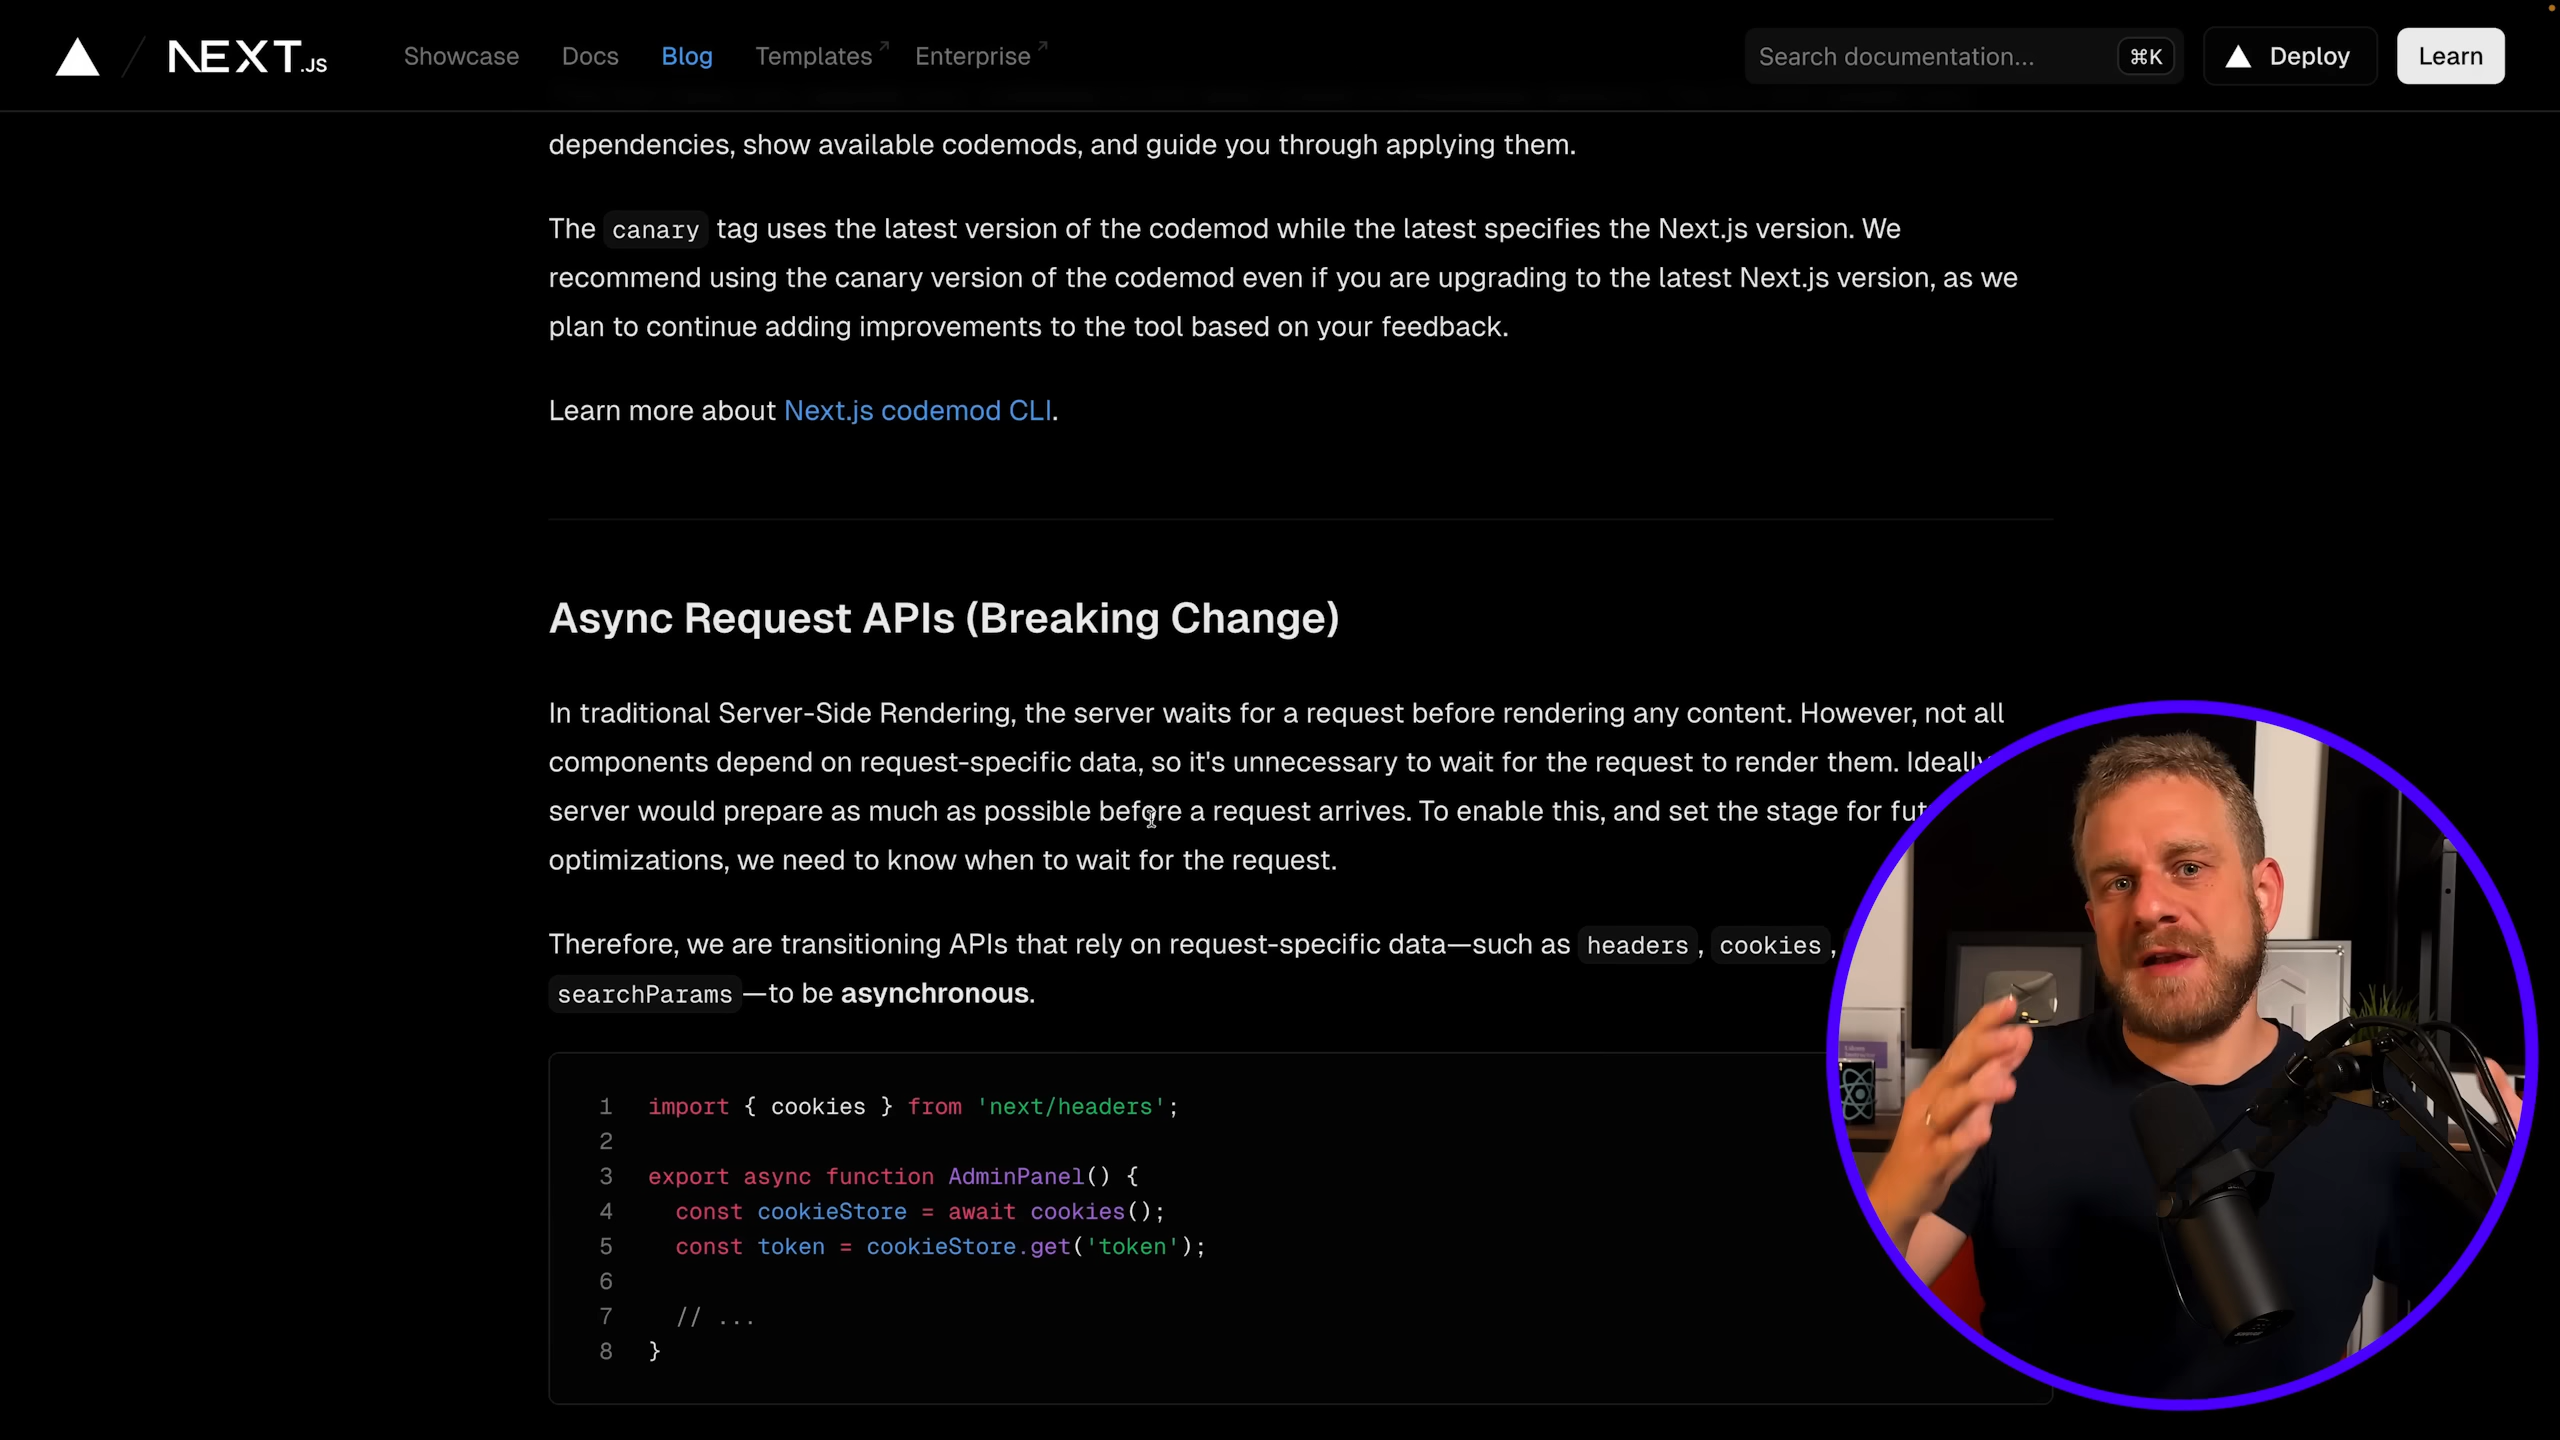 NEXT.JS
Showcase
Docs
Blog
Templates
Enterprise
Search documentation...
⌘K
Deploy
Learn
dependencies, show available codemods, and guide you through applying them.
The canary tag uses the latest version of the codemod while the latest specifies the Next.js version. We
recommend using the canary version of the codemod even if you are upgrading to the latest Next.js version, as we
plan to continue adding improvements to the tool based on your feedback.
Learn more about Next.js codemod CLI.
Async Request APIs (Breaking Change)
In traditional Server-Side Rendering, the server waits for a request before rendering any content. However, not all
components depend on request-specific data, so it's unnecessary to wait for the request to render them. Ideally
server would prepare as much as possible before a request arrives. To enable this, and set the stage for fut
optimizations, we need to know when to wait for the request.
Therefore, we are transitioning APIs that rely on request-specific data—such as headers, cookies,
searchParams—to be asynchronous.
1 import { cookies } from 'next/headers';
2
3 export async function AdminPanel() {
4 const cookieStore = await cookies();
5 const token = cookieStore.get('token');
6
7 // ...
8 }